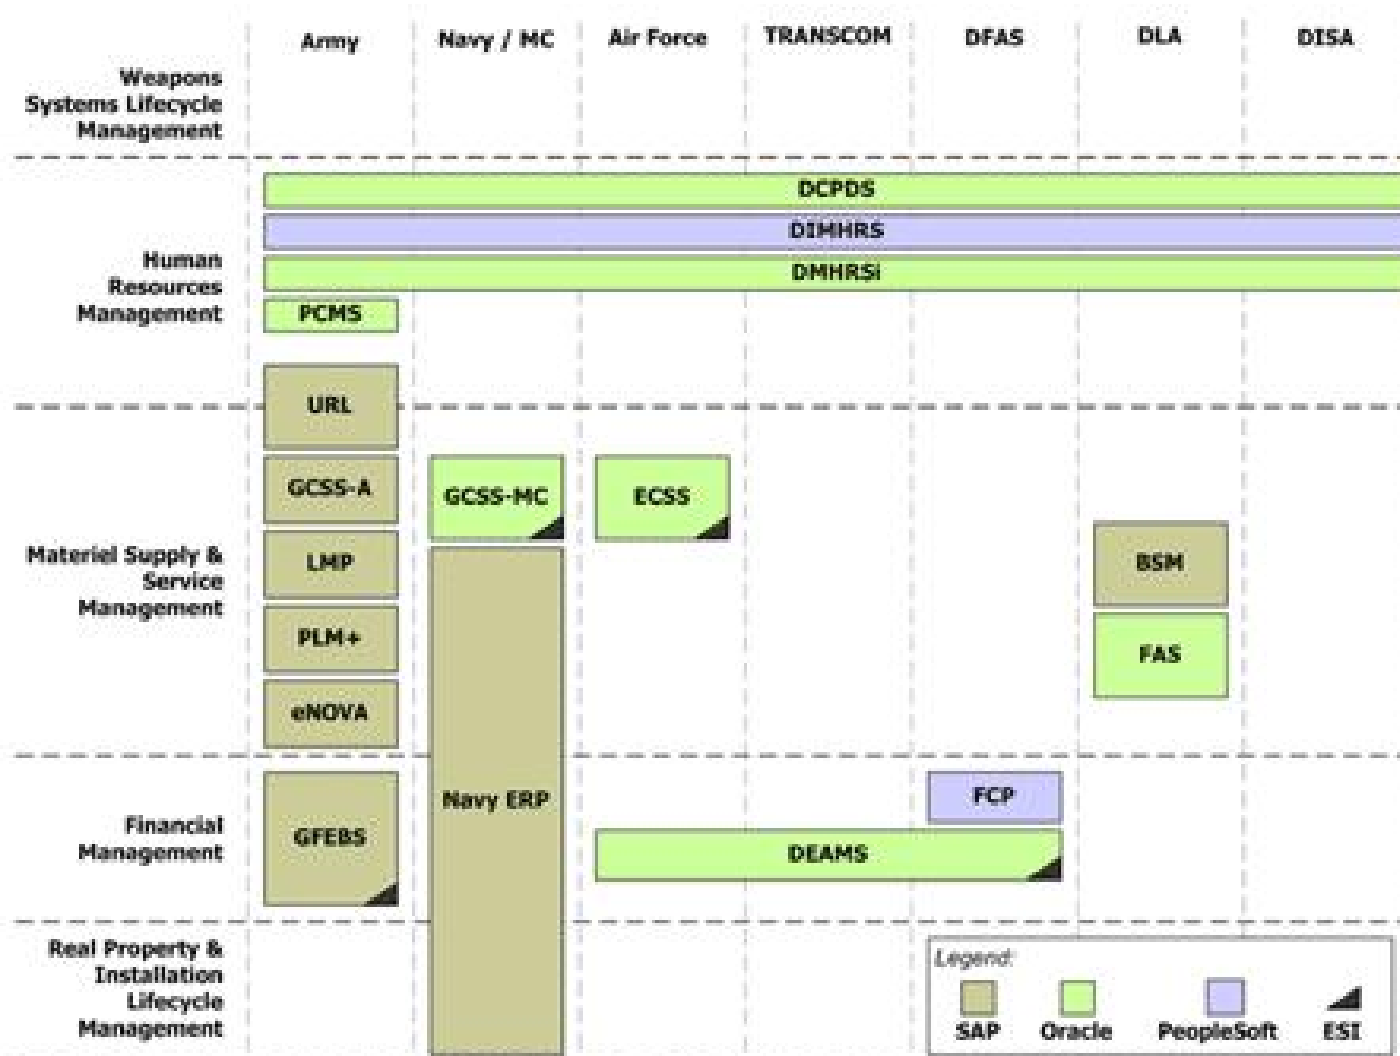 Army Navy / MC Air Force TRANSCOM DFAS DLA DISA
Weapons
Systems Lifecycle
Management
DCPDS
DIMHRS
DMHRSi
Human
Resources
Management
PCMS
URL
GCSS-A
GCSS-MC
ECSS
Materiel Supply &
Service
Management
LMP
BSM
PLM+
FAS
eNOVA
Navy ERP
FCP
Financial
Management
GFEBS
DEAMS
Real Property &
Installation
Lifecycle
Management
Legend:
SAP Oracle PeopleSoft ESI